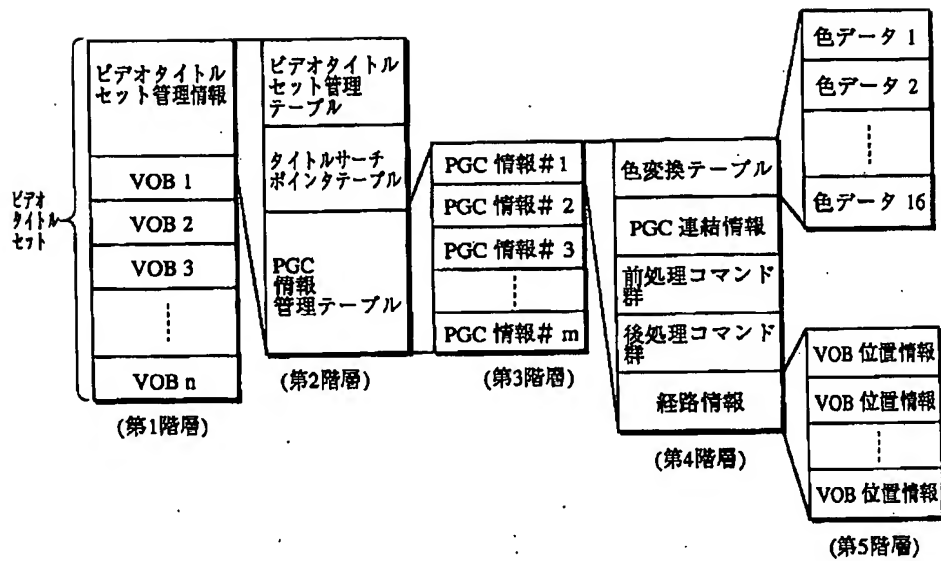 ビデオ
タイトル
セット
ビデオタイトル
セット管理情報
VOB 1
VOB 2
VOB 3
VOB n
(第1階層)
ビデオタイトル
セット管理
テーブル
タイトルサーチ
ポインタテーブル
PGC
情報
管理テーブル
(第2階層)
PGC 情報＃1
PGC 情報＃ 2
PGC 情報＃ 3
PGC 情報＃ m
(第3階層)
色変換テーブル
PGC 連結情報
前処理コマンド
群
後処理コマンド
群
経路情報
(第4階層)
色データ 1
色データ 2
色データ 16
VOB 位置情報
VOB 位置情報
VOB 位置情報
(第5階層)